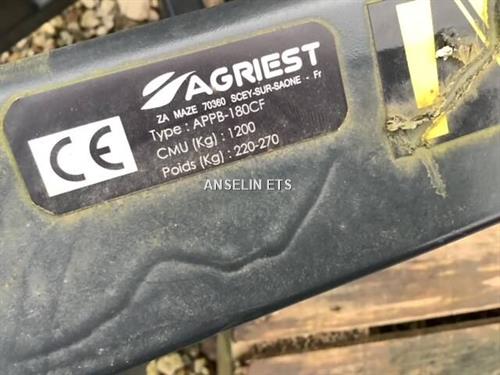 AGRIEST
ZA MAZE 70360 SCEY-SUR-SAONE - Fr
Type : APPB-180CF
CMU (Kg) : 1200
Poids (Kg) : 220-270
CE
ANSELIN ETS.